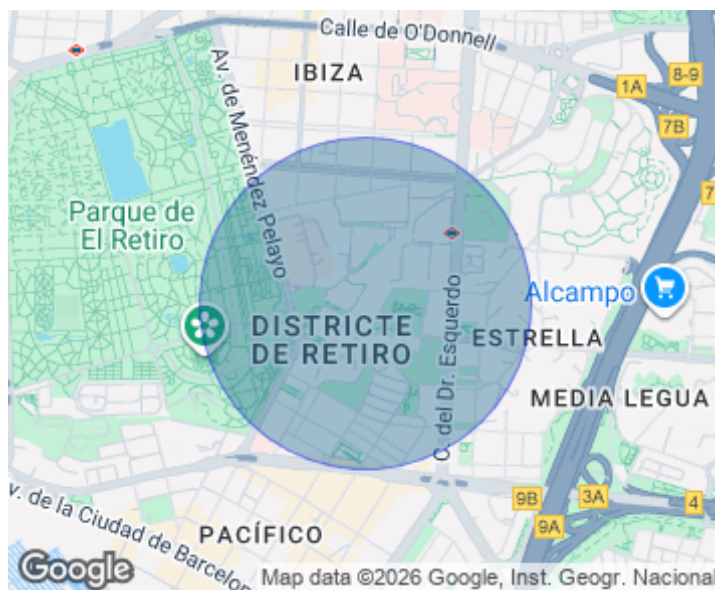 Calle de O'Donnell
IBIZA
8-9
1A
7B
Av. de Menéndez Pelayo
7
Parque de
El Retiro
Alcampo
DISTRICTE
DE RETIRO
C. del Dr. Esquerdo
ESTRELLA
MEDIA LEGUA
9B
3A
4
v. de la Ciudad de Barcelon
9A
PACÍFICO
Google
Map data ©2026 Google, Inst. Geogr. Nacional